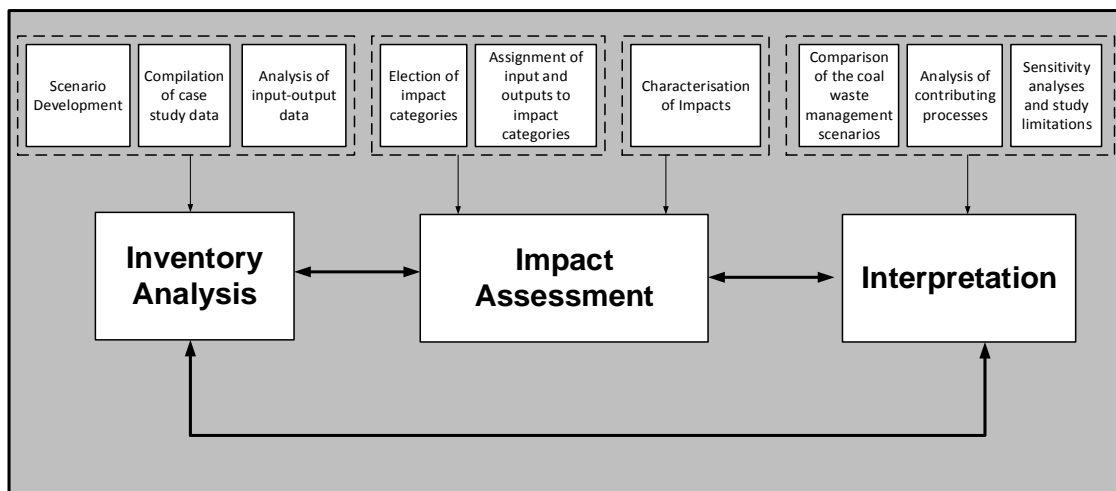 Scenario
Development
Compilation
of case
study data
Analysis of
input-output
data
Election of
impact
categories
Assignment of
input and
outputs to
impact
categories
Characterisation
of Impacts
Comparison
of the coal
waste
management
scenarios
Analysis of
contributing
processes
Sensitivity
analyses
and study
limitations
Inventory
Analysis
Impact
Assessment
Interpretation